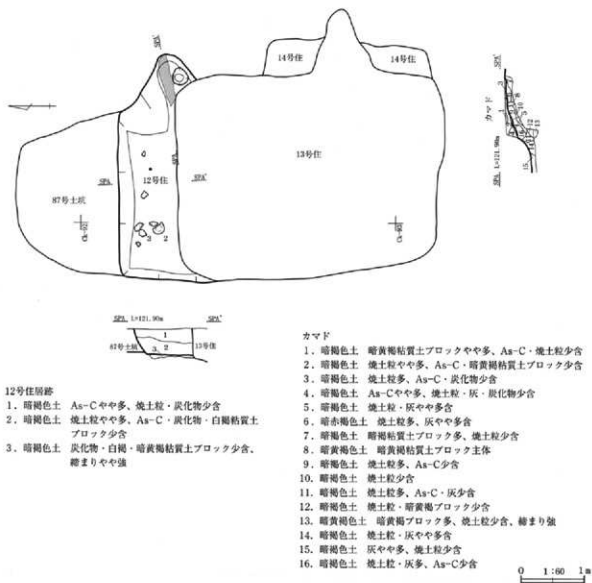 14号住
14号住
13号住
12号住
87号土坑
SPA
SPA'
3
2
カマド
SPA L=121.90m
SPA'
SPA L=121.90m
SPA'
1
2
3
87号土坑
13号住
12号住居跡
1．暗褐色土 As-Cやや多、焼土粒・炭化物少含
2．暗褐色土 焼土粒やや多、As-C・炭化物・白褐粘質土
ブロック少含
3．暗褐色土 炭化物・白褐・暗黄褐粘質土ブロック少含、
締まりやや強
カマド
1．暗褐色土 暗黄褐粘質土ブロックやや多、As-C・焼土粒少含
2．暗褐色土 焼土粒やや多、As-C・暗黄褐粘質土ブロック少含
3．暗褐色土 焼土粒多、As-C・炭化物少含
4．暗褐色土 As-Cやや多、焼土粒・灰・炭化物少含
5．暗褐色土 焼土粒・灰やや多含
6．暗赤褐色土 焼土粒多、灰やや多含
7．暗褐色土 暗褐粘質土ブロック多、焼土粒少含
8．暗黄褐色土 暗黄褐粘質土ブロック主体
9．暗褐色土 焼土粒多、As-C少含
10．暗褐色土 焼土粒少含
11．暗褐色土 焼土粒多、As-C・灰少含
12．暗褐色土 焼土粒・暗黄褐ブロック少含
13．暗黄褐色土 暗黄褐ブロック多、焼土粒少含、締まり強
14．暗褐色土 焼土粒・灰やや多含
15．暗褐色土 灰やや多、焼土粒少含
16．暗褐色土 焼土粒・灰多、As-C少含
0 1:60 1m